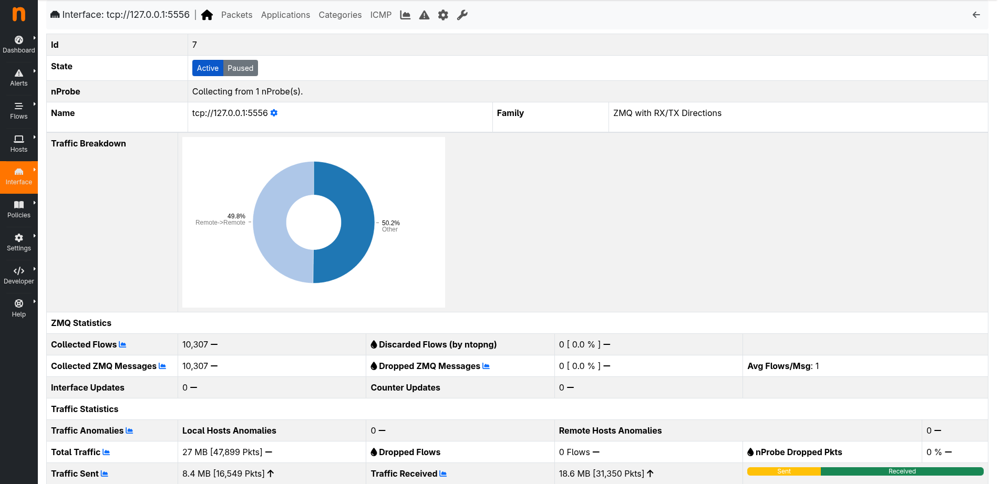 n
Interface: tcp://127.0.0.1:5556 | Packets Applications Categories ICMP
Dashboard
Alerts
Flows
Hosts
Interface
Policies
Settings
Developer
Help
Id 7
State Active Paused
nProbe Collecting from 1 nProbe(s).
Name tcp://127.0.0.1:5556 Family ZMQ with RX/TX Directions
Traffic Breakdown
49.8%
Remote->Remote
50.2%
Other
ZMQ Statistics
Collected Flows 10,307 Discarded Flows (by ntopng) 0 [ 0.0 % ]
Collected ZMQ Messages 10,307 Dropped ZMQ Messages 0 [ 0.0 % ] Avg Flows/Msg: 1
Interface Updates 0 Counter Updates 0
Traffic Statistics
Traffic Anomalies Local Hosts Anomalies 0 Remote Hosts Anomalies 0
Total Traffic 27 MB [47,899 Pkts] Dropped Flows 0 Flows nProbe Dropped Pkts 0 %
Traffic Sent 8.4 MB [16,549 Pkts] Traffic Received 18.6 MB [31,350 Pkts] Sent Received